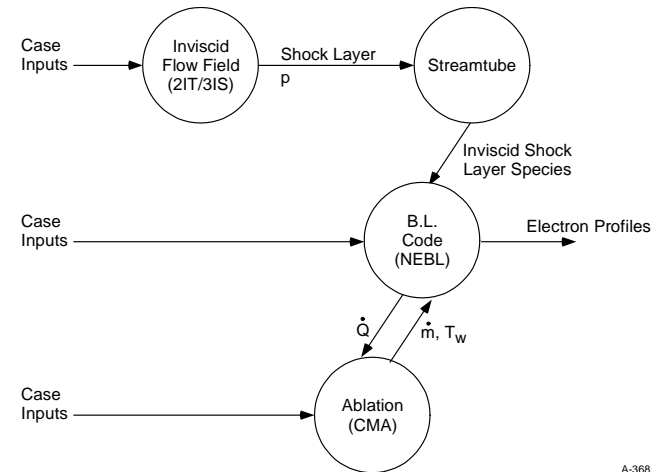 Case
Inputs
Inviscid
Flow Field
(2IT/3IS)
Shock Layer
p
Streamtube
Inviscid Shock
Layer Species
Case
Inputs
B.L.
Code
(NEBL)
Electron Profiles
Q̇
ṁ, Tw
Case
Inputs
Ablation
(CMA)
A-368